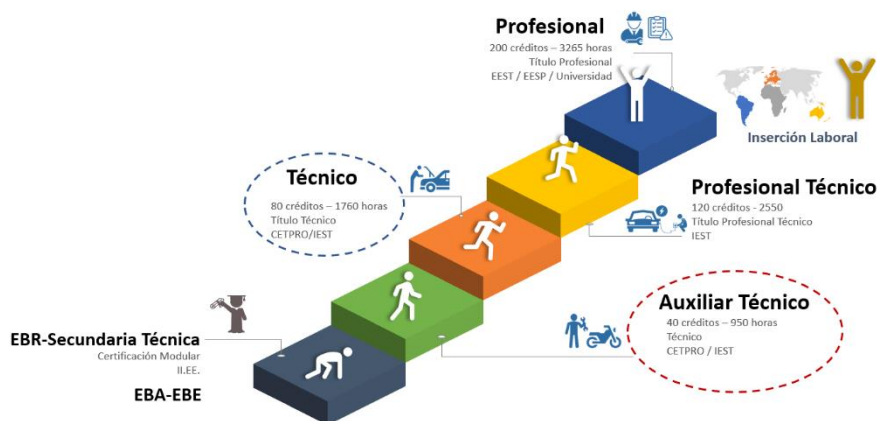 Profesional
200 créditos – 3265 horas
Título Profesional
EEST / EESP / Universidad
Inserción Laboral
Técnico
80 créditos – 1760 horas
Título Técnico
CETPRO/IEST
Profesional Técnico
120 créditos - 2550
Título Profesional Técnico
IEST
Auxiliar Técnico
40 créditos – 950 horas
Técnico
CETPRO / IEST
EBR-Secundaria Técnica
Certificación Modular
II.EE.
EBA-EBE